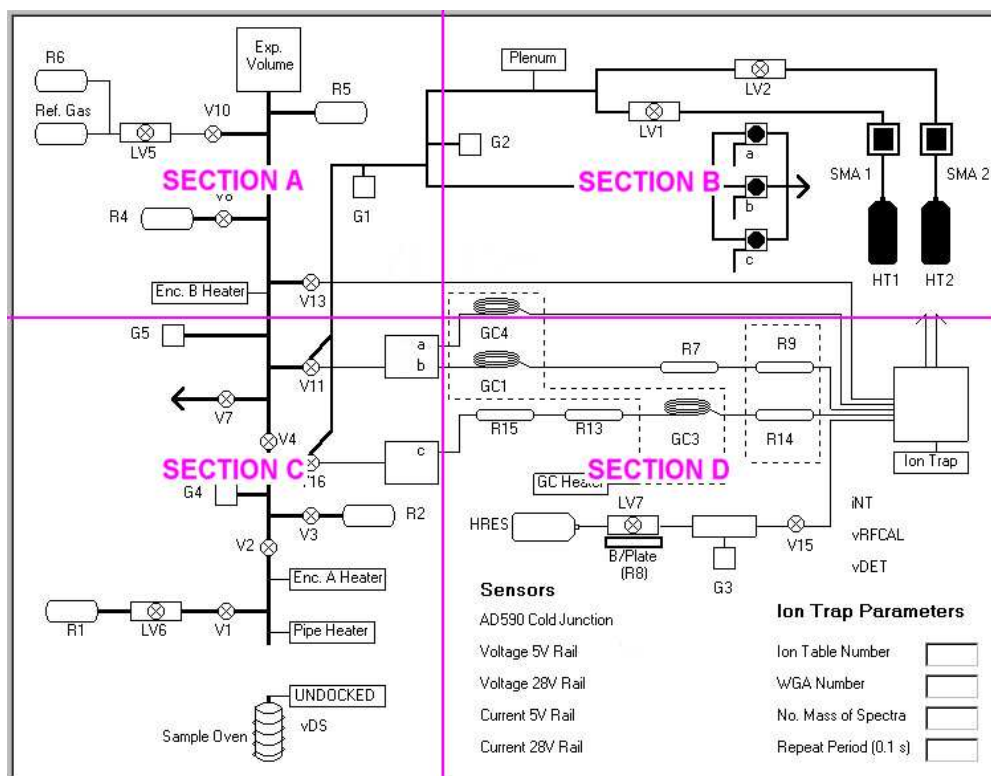 R6
Exp.
Volume
R5
Ref. Gas
V10
LV5
SECTION A
R4
G1
Enc. B Heater
V13
Plenum
LV2
LV1
G2
a
SECTION B
b
c
SMA 1
SMA 2
HT1
HT2
G5
V11
V7
V4
SECTION C
G4
V3
R2
V2
Enc. A Heater
R1
LV6
V1
Pipe Heater
UNDOCKED
vDS
Sample Oven
a
b
c
GC4
GC1
R7
R9
R15
R13
GC3
R14
SECTION D
Ion Trap
GC Heater
LV7
HRES
B/Plate
(R8)
G3
V15
iNT
vRFCAL
vDET
Sensors
AD590 Cold Junction
Voltage 5V Rail
Voltage 28V Rail
Current 5V Rail
Current 28V Rail
Ion Trap Parameters
Ion Table Number
WGA Number
No. Mass of Spectra
Repeat Period (0.1 s)